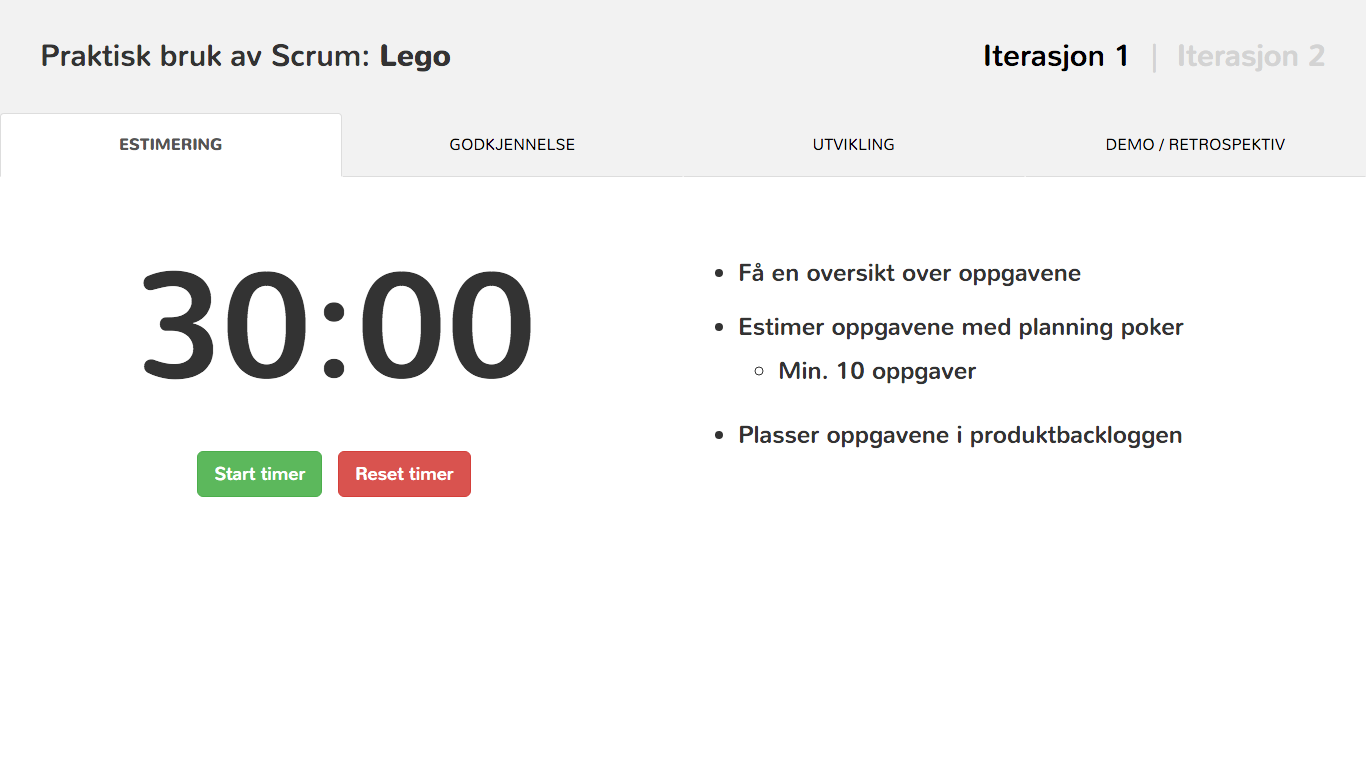 Praktisk bruk av Scrum: Lego
Iterasjon 1 | Iterasjon 2
ESTIMERING
GODKJENNELSE
UTVIKLING
DEMO / RETROSPEKTIV
30:00
Start timer
Reset timer
Få en oversikt over oppgavene
Estimer oppgavene med planning poker
Min. 10 oppgaver
Plasser oppgavene i produktbackloggen